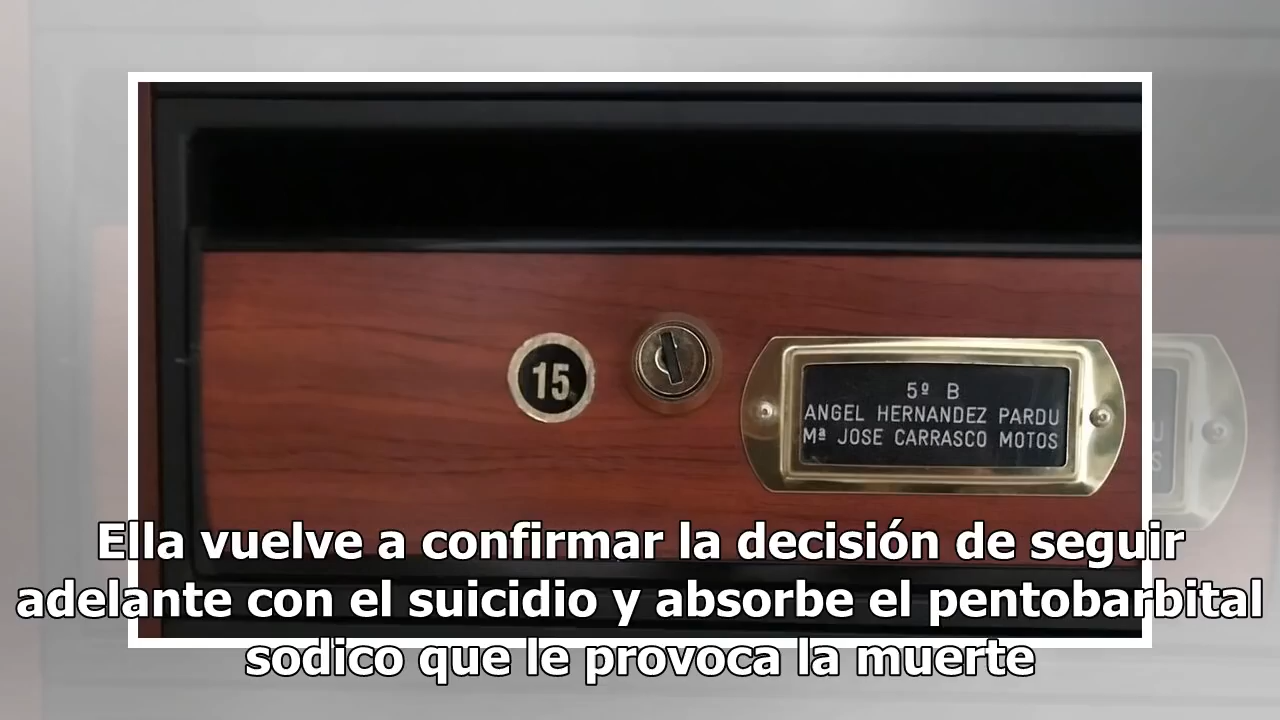 15
5º B
ANGEL HERNANDEZ PARDU
Mª JOSE CARRASCO MOTOS
Ella vuelve a confirmar la decisión de seguir
adelante con el suicidio y absorbe el pentobarbital
sodico que le provoca la muerte